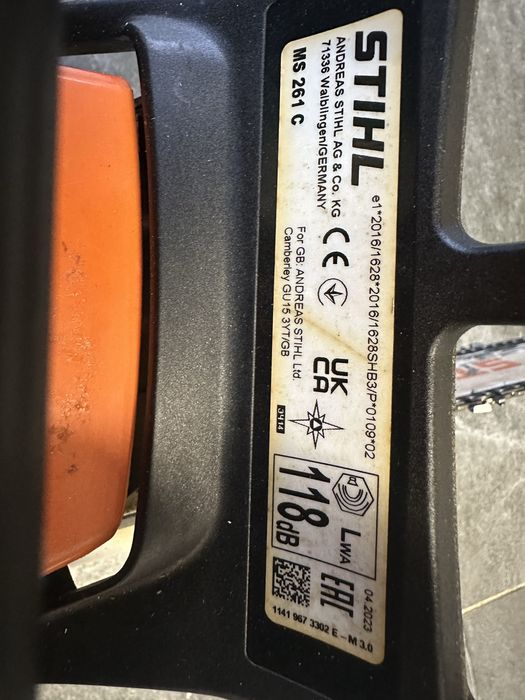 STIHL
ANDREAS STIHL AG & Co. KG
71336 Waiblingen/GERMANY
MS 261 C
e1*2016/1628*2016/1628SHB3/P*0109*02
CE
UK
CA
For GB: ANDREAS STIHL Ltd.
Camberley GU15 3YT/GB
3414
LWA
118dB
04.2023
EAC
1141 967 3302 E – M 3.0